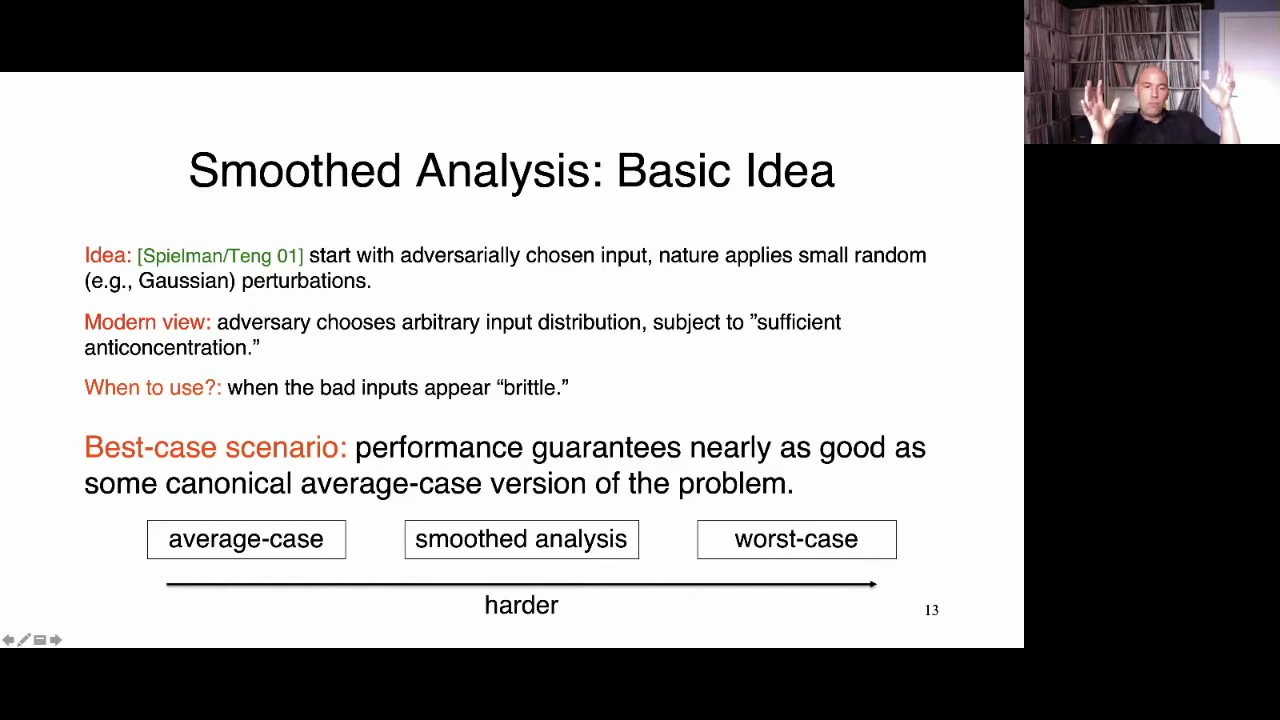 Smoothed Analysis: Basic Idea
Idea: [Spielman/Teng 01] start with adversarially chosen input, nature applies small random
(e.g., Gaussian) perturbations.
Modern view: adversary chooses arbitrary input distribution, subject to ”sufficient
anticoncentration.”
When to use?: when the bad inputs appear “brittle.”
Best-case scenario: performance guarantees nearly as good as
some canonical average-case version of the problem.
average-case smoothed analysis worst-case
harder
13